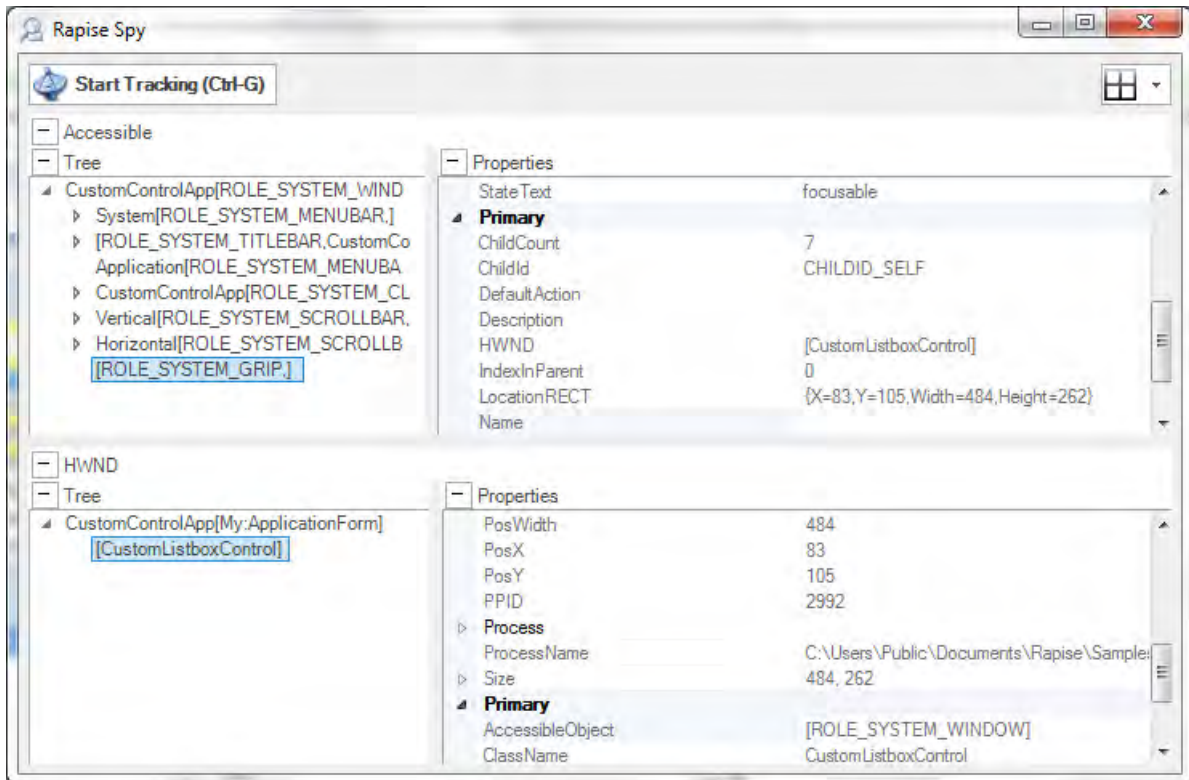 Rapise Spy
Start Tracking (Ctrl-G)
Accessible
Tree
CustomControlApp[ROLE_SYSTEM_WIND
System[ROLE_SYSTEM_MENUBAR,]
[ROLE_SYSTEM_TITLEBAR,CustomCo
Application[ROLE_SYSTEM_MENUBA
CustomControlApp[ROLE_SYSTEM_CL
Vertical[ROLE_SYSTEM_SCROLLBAR,
Horizontal[ROLE_SYSTEM_SCROLLB
[ROLE_SYSTEM_GRIP,]
Properties
StateText focusable
Primary
ChildCount 7
ChildId CHILDID_SELF
DefaultAction
Description
HWND [CustomListboxControl]
IndexInParent 0
LocationRECT {X=83,Y=105,Width=484,Height=262}
Name
HWND
Tree
CustomControlApp[My:ApplicationForm]
[CustomListboxControl]
Properties
PosWidth 484
PosX 83
PosY 105
PPID 2992
Process
ProcessName C:\Users\Public\Documents\Rapise\Samples
Size 484, 262
Primary
AccessibleObject [ROLE_SYSTEM_WINDOW]
ClassName CustomListboxControl